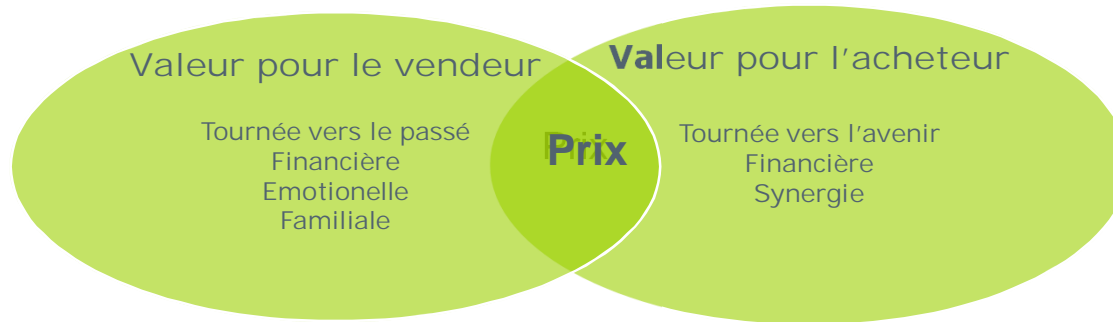 Valeur pour le vendeur
Tournée vers le passé
Financière
Emotionelle
Familiale
Prix
Valeur pour l'acheteur
Tournée vers l'avenir
Financière
Synergie